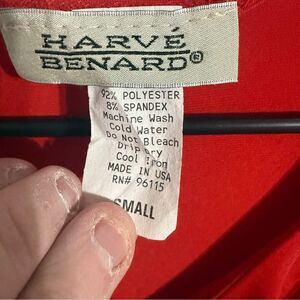 HARVÉ
BENARD®
92% POLYESTER
8% SPANDEX
Machine Wash
Cold Water
Do Not Bleach
Drip Dry
Cool Iron
MADE IN USA
RN# 96115
SMALL